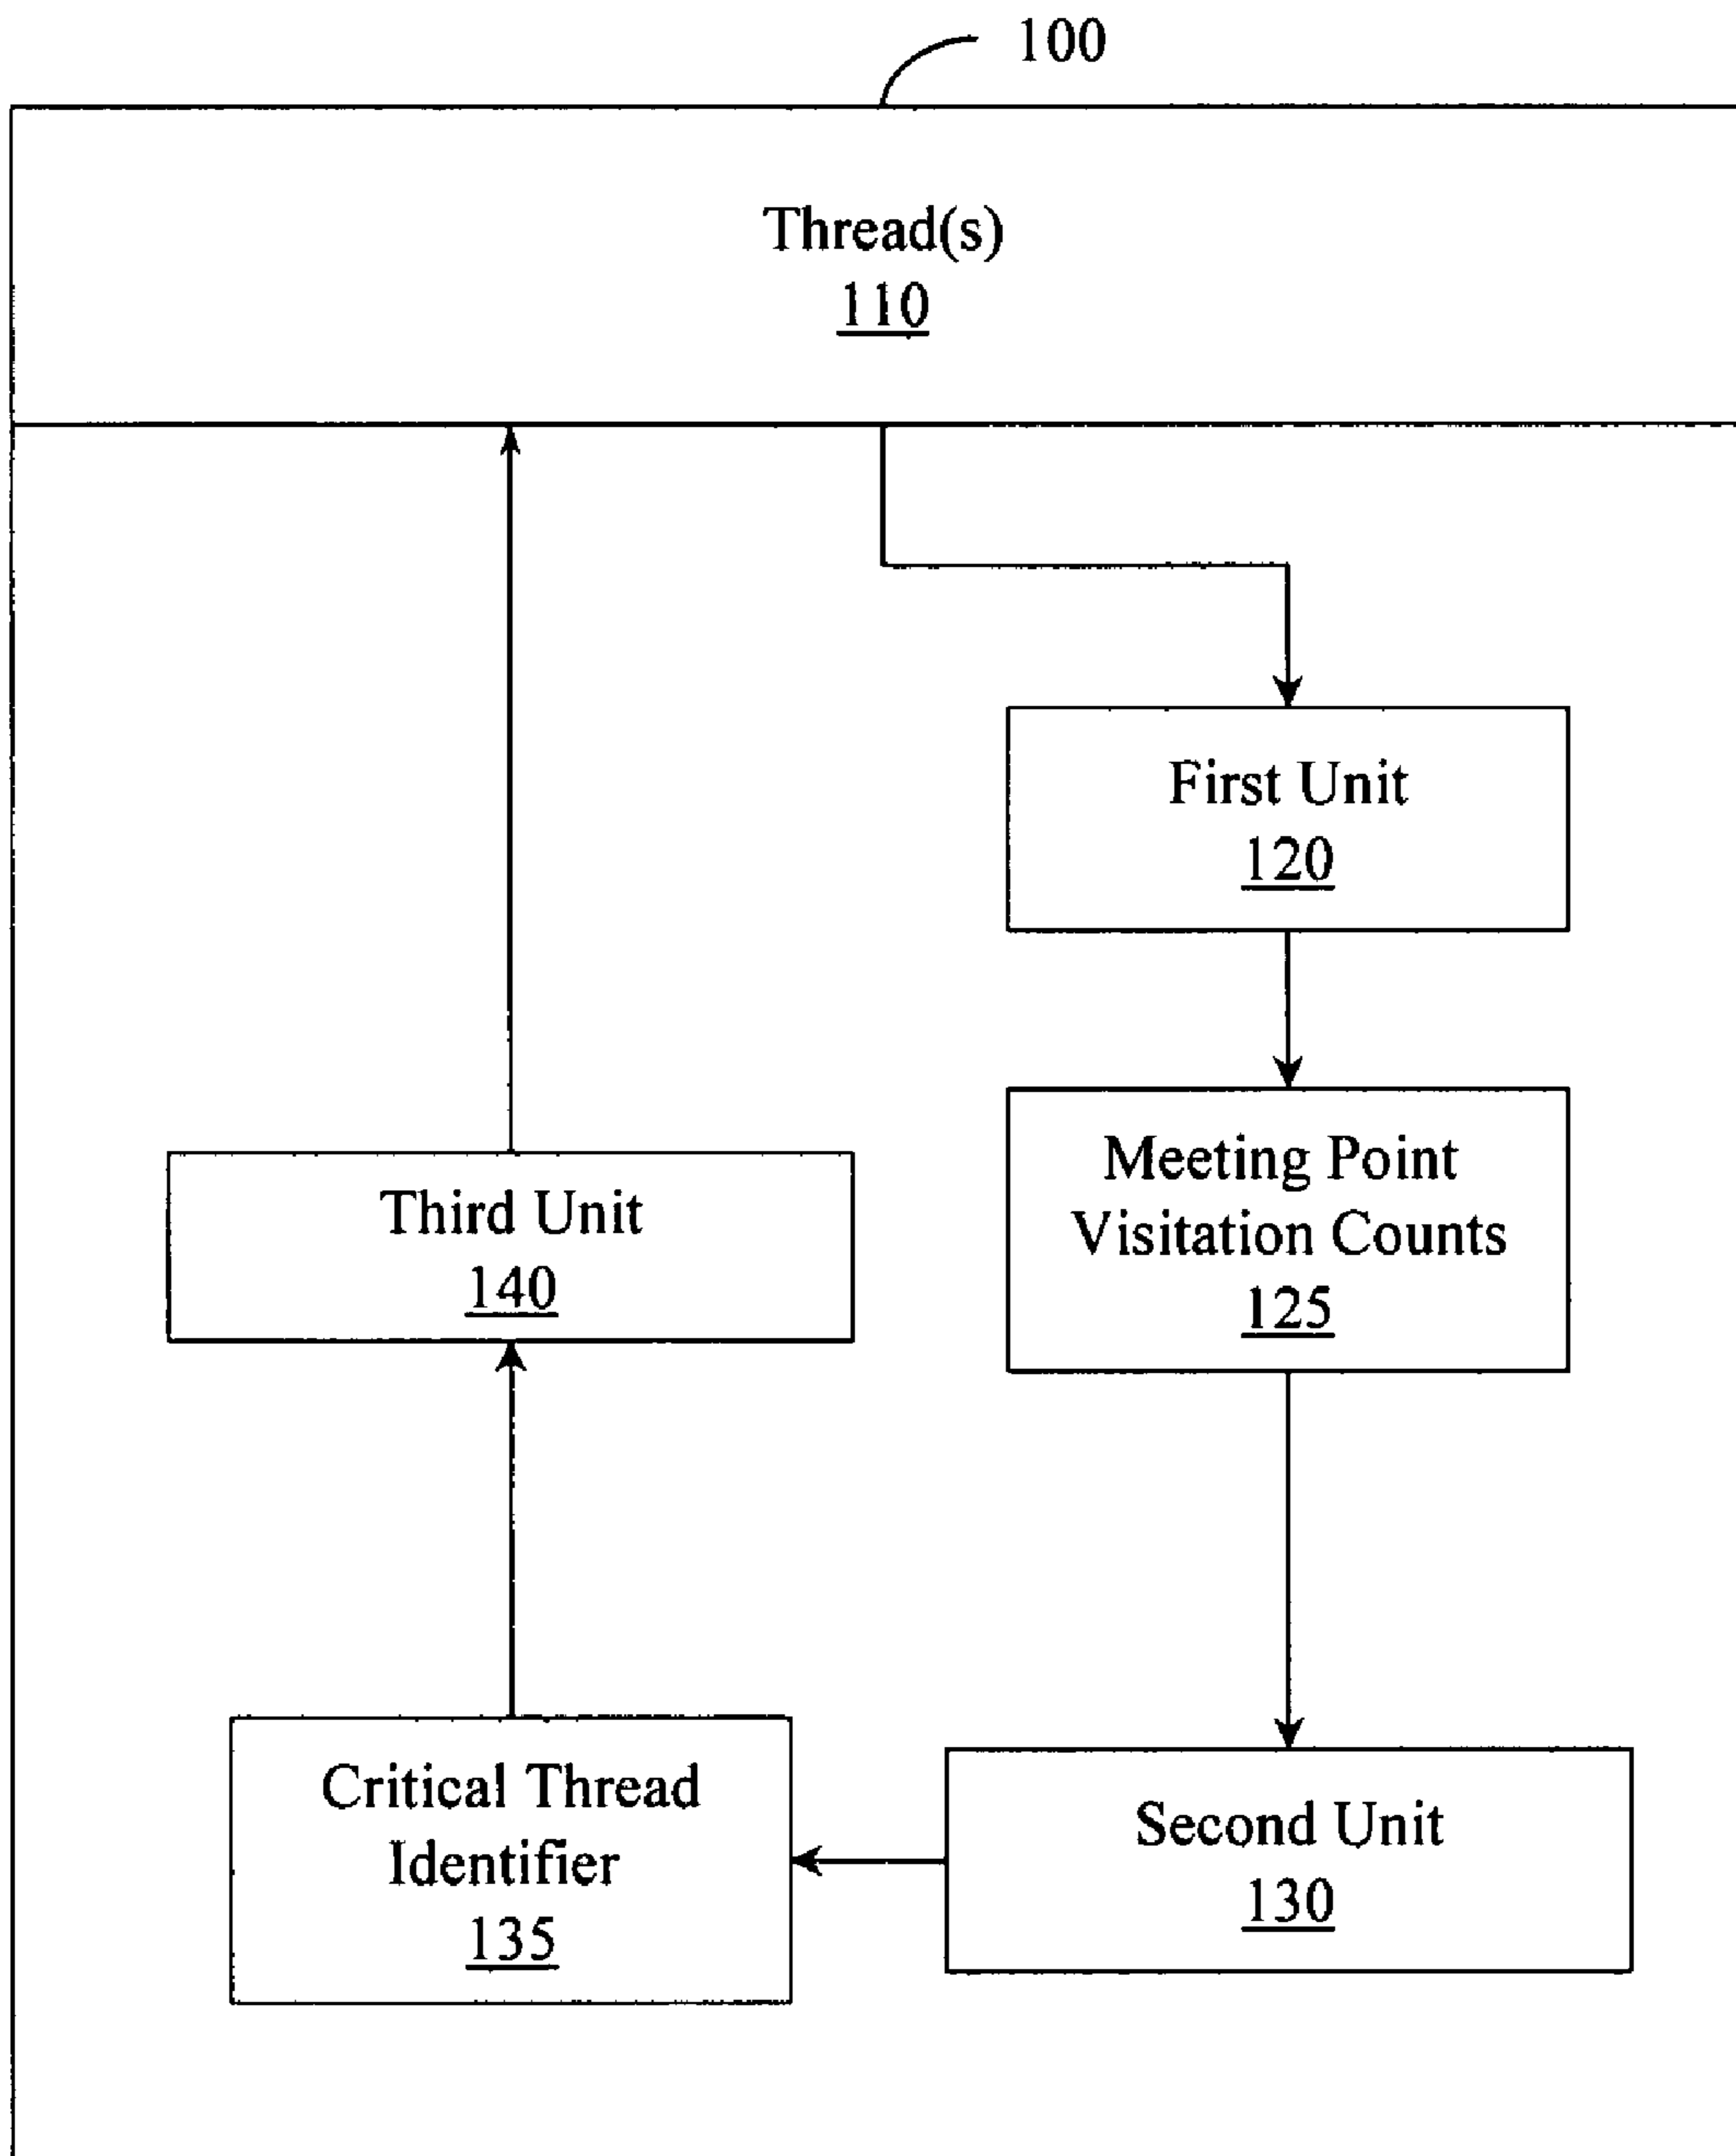 100
Thread(s)
110
First Unit
120
Meeting Point
Visitation Counts
125
Third Unit
140
Critical Thread
Identifier
135
Second Unit
130